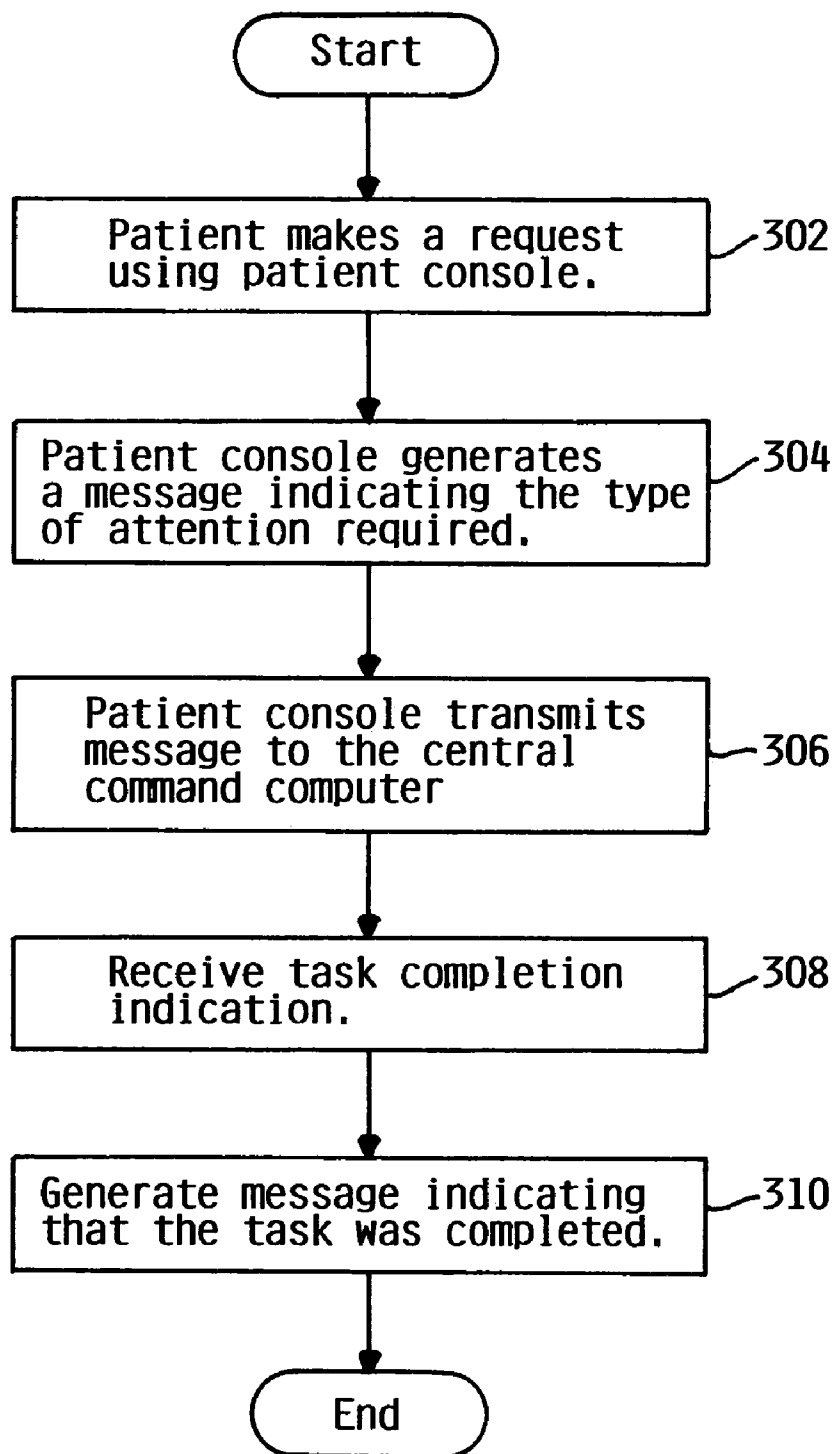 Start
Patient makes a request
using patient console.
302
Patient console generates
a message indicating the type
of attention required.
304
Patient console transmits
message to the central
command computer
306
Receive task completion
indication.
308
Generate message indicating
that the task was completed.
310
End